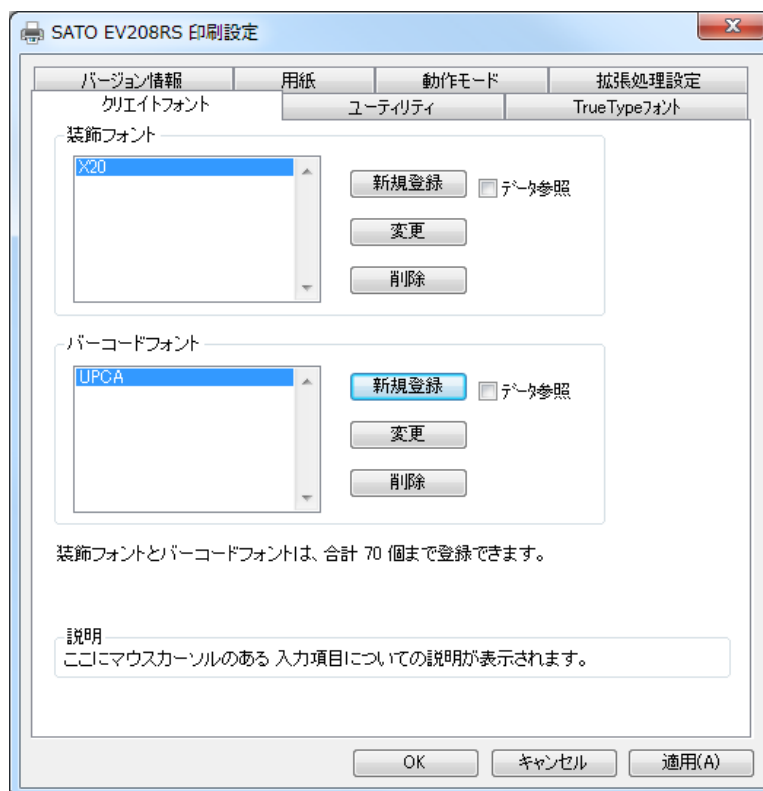 SATO EV208RS 印刷設定
バージョン情報 用紙 動作モード 拡張処理設定
クリエイトフォント ユーティリティ TrueTypeフォント
装飾フォント
X20
新規登録 データ参照
変更
削除
バーコードフォント
UPCA
新規登録 データ参照
変更
削除
装飾フォントとバーコードフォントは、合計 70 個まで登録できます。
説明
ここにマウスカーソルのある 入力項目についての説明が表示されます。
OK キャンセル 適用(A)